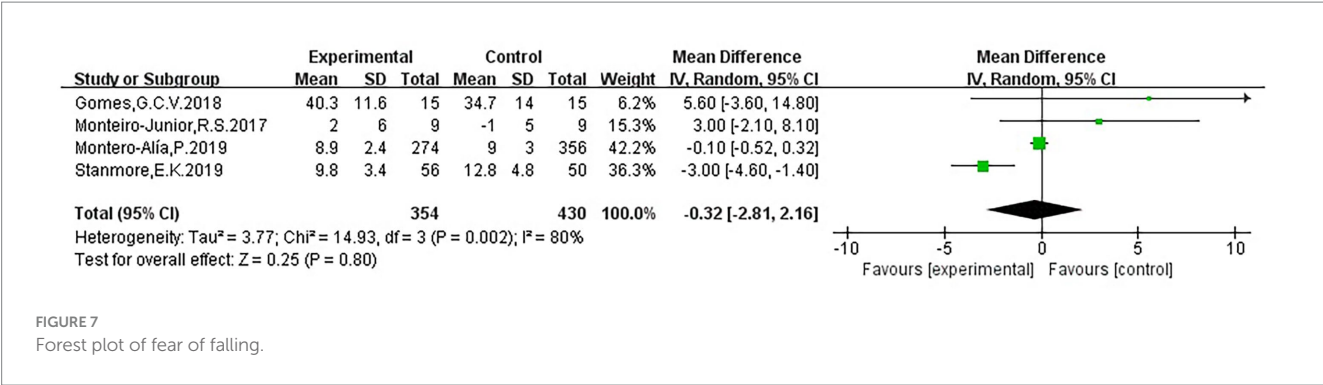 Experimental Control Mean Difference Mean Difference
Study or Subgroup Mean SD Total Mean SD Total Weight IV, Random, 95% CI IV, Random, 95% CI
Gomes,G.C.V.2018 40.3 11.6 15 34.7 14 15 6.2% 5.60 [-3.60, 14.80]
Monteiro-Junior,R.S.2017 2 6 9 -1 5 9 15.3% 3.00 [-2.10, 8.10]
Montero-Alía,P.2019 8.9 2.4 274 9 3 356 42.2% -0.10 [-0.52, 0.32]
Stanmore,E.K.2019 9.8 3.4 56 12.8 4.8 50 36.3% -3.00 [-4.60, -1.40]
Total (95% CI) 354 430 100.0% -0.32 [-2.81, 2.16]
Heterogeneity: Tau² = 3.77; Chi² = 14.93, df = 3 (P = 0.002); I² = 80%
Test for overall effect: Z = 0.25 (P = 0.80)
-10 -5 0 5 10
Favours [experimental] Favours [control]
FIGURE 7
Forest plot of fear of falling.